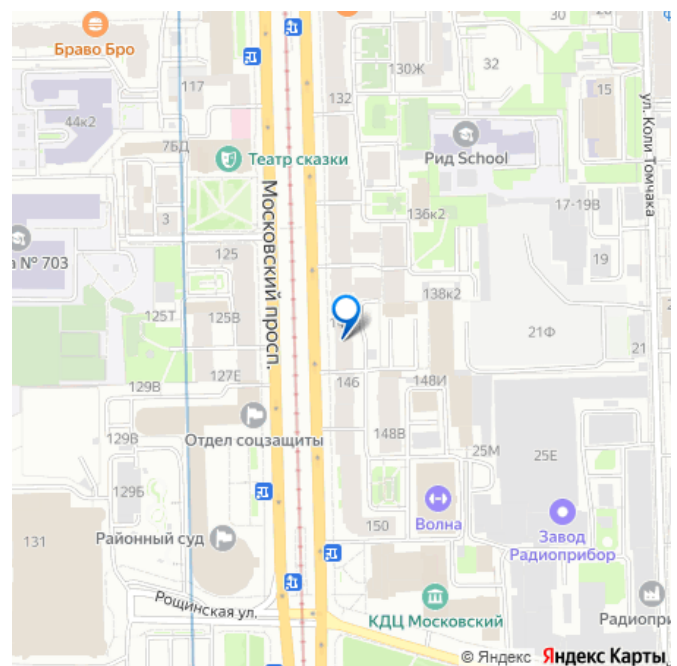 Браво Бро
30
117
130Ж
32
15
ул. Коли Томчака
44к2
132
7БД
Театр сказки
Рид School
Московский просп.
3
136к2
17-19В
а № 703
125
19
138к2
125Т
125В
21Ф
21
127Е
129В
146
148И
Отдел соцзащиты
148В
129В
25М
25Е
129Б
131
Районный суд
150
Волна
Завод
Радиоприбор
Рощинская ул.
КДЦ Московский
Радиопри
© Яндекс Яндекс Карты